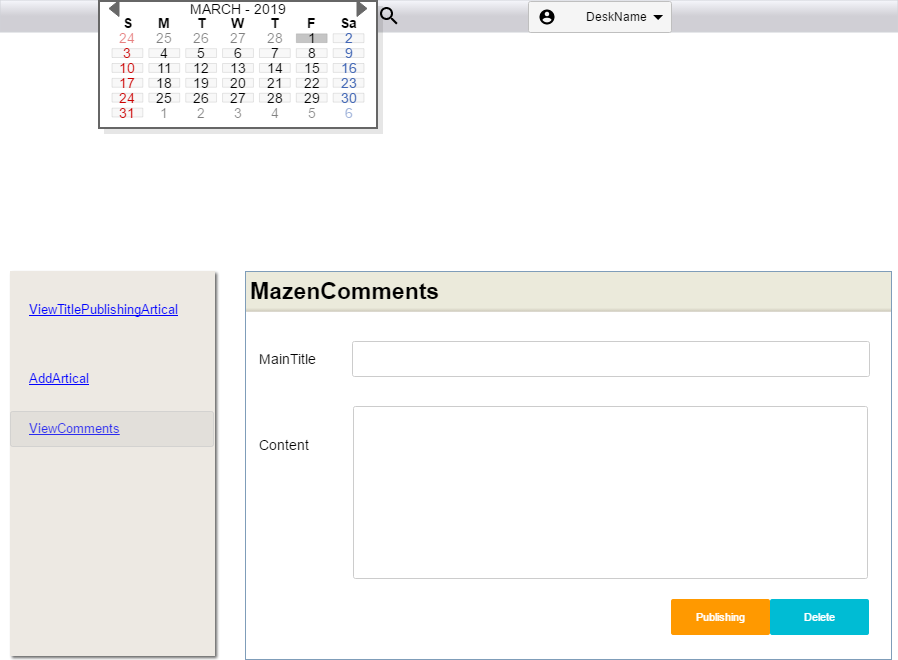 MARCH - 2019
S M T W T F Sa
24 25 26 27 28 1 2
3 4 5 6 7 8 9
10 11 12 13 14 15 16
17 18 19 20 21 22 23
24 25 26 27 28 29 30
31 1 2 3 4 5 6
DeskName
ViewTitlePublishingArtical
AddArtical
ViewComments
MazenComments
MainTitle
Content
Publishing Delete